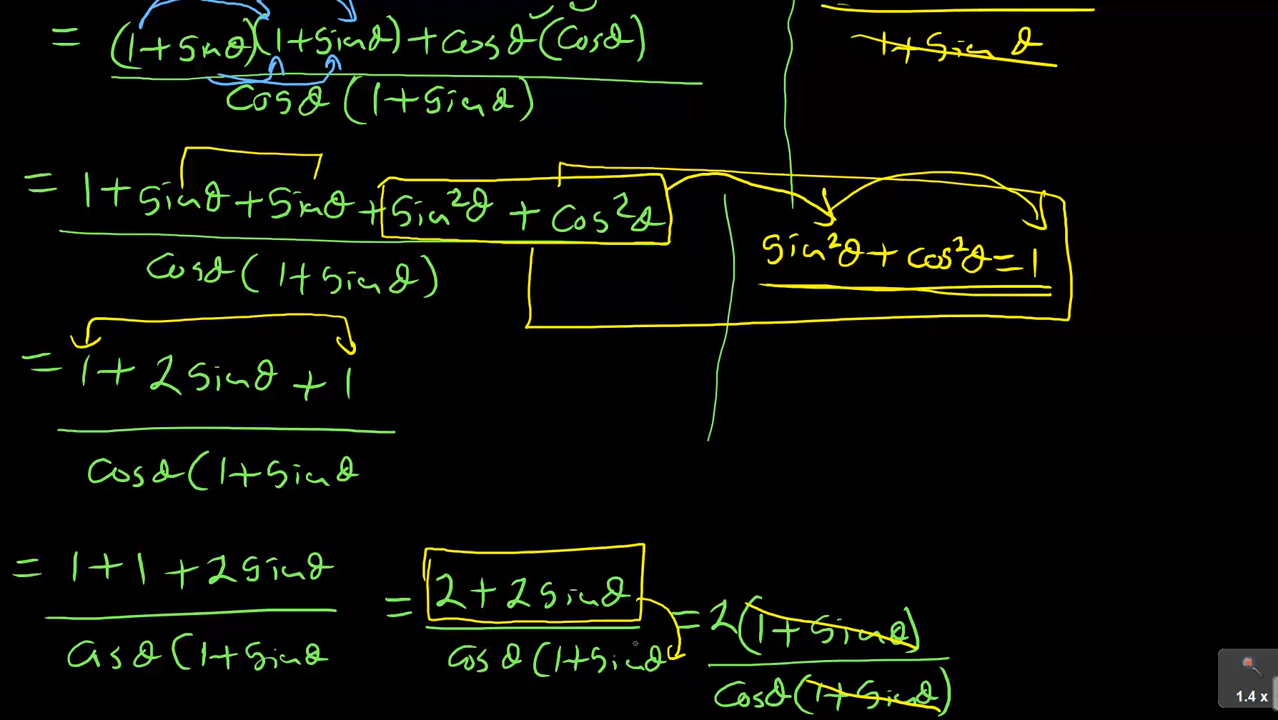 = (1+sinθ)(1+sinθ)+cosθ(cosθ)
cosθ(1+sinθ)
1+sinθ
= 1+sinθ+sinθ+sin²θ + cos²θ
cosθ(1+sinθ)
sin²θ+cos²θ=1
= 1+2sinθ+1
cosθ(1+sinθ
= 1+1+2sinθ
cosθ(1+sinθ
= 2+2sinθ
cosθ(1+sinθ
= 2(1+sinθ)
cosθ(1+sinθ)
1.4 x